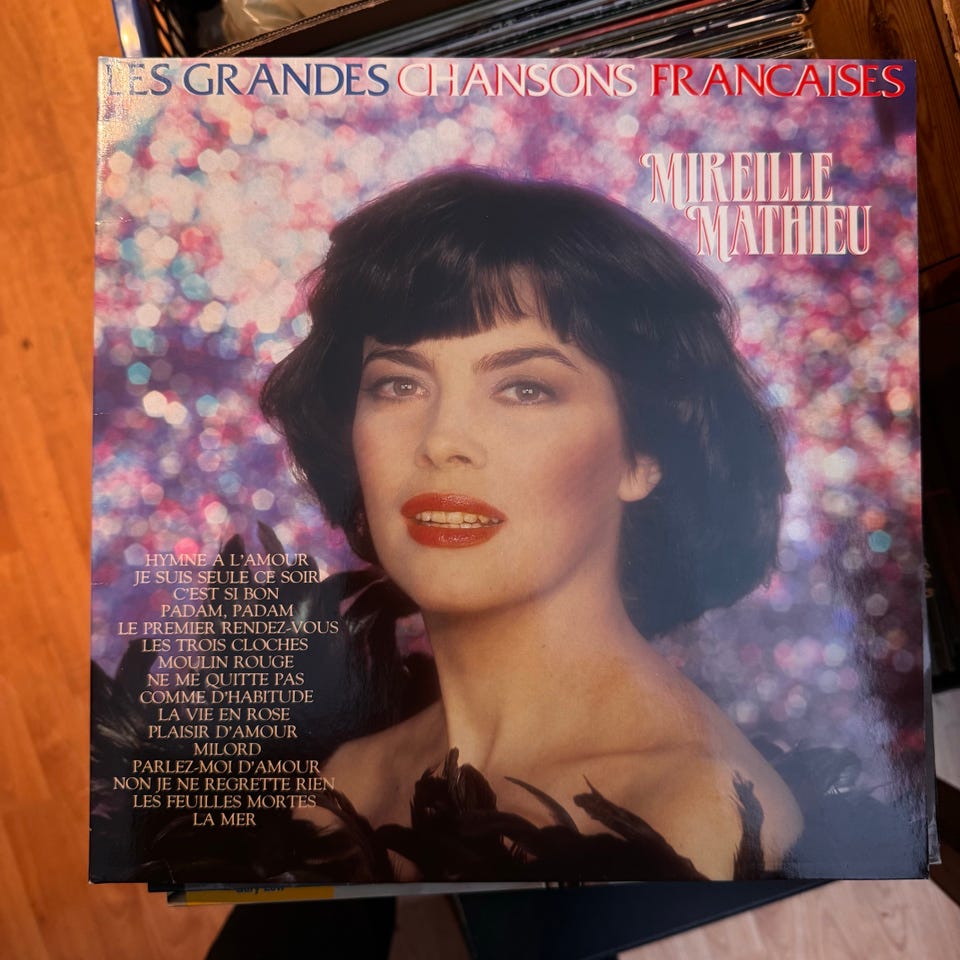 LES GRANDES CHANSONS FRANCAISES
MIREILLE
MATHIEU
HYMNE A L'AMOUR
JE SUIS SEULE CE SOIR
C'EST SI BON
PADAM, PADAM
LE PREMIER RENDEZ-VOUS
LES TROIS CLOCHES
MOULIN ROUGE
NE ME QUITTE PAS
COMME D'HABITUDE
LA VIE EN ROSE
PLAISIR D'AMOUR
MILORD
PARLEZ-MOI D'AMOUR
NON JE NE REGRETTE RIEN
LES FEUILLES MORTES
LA MER